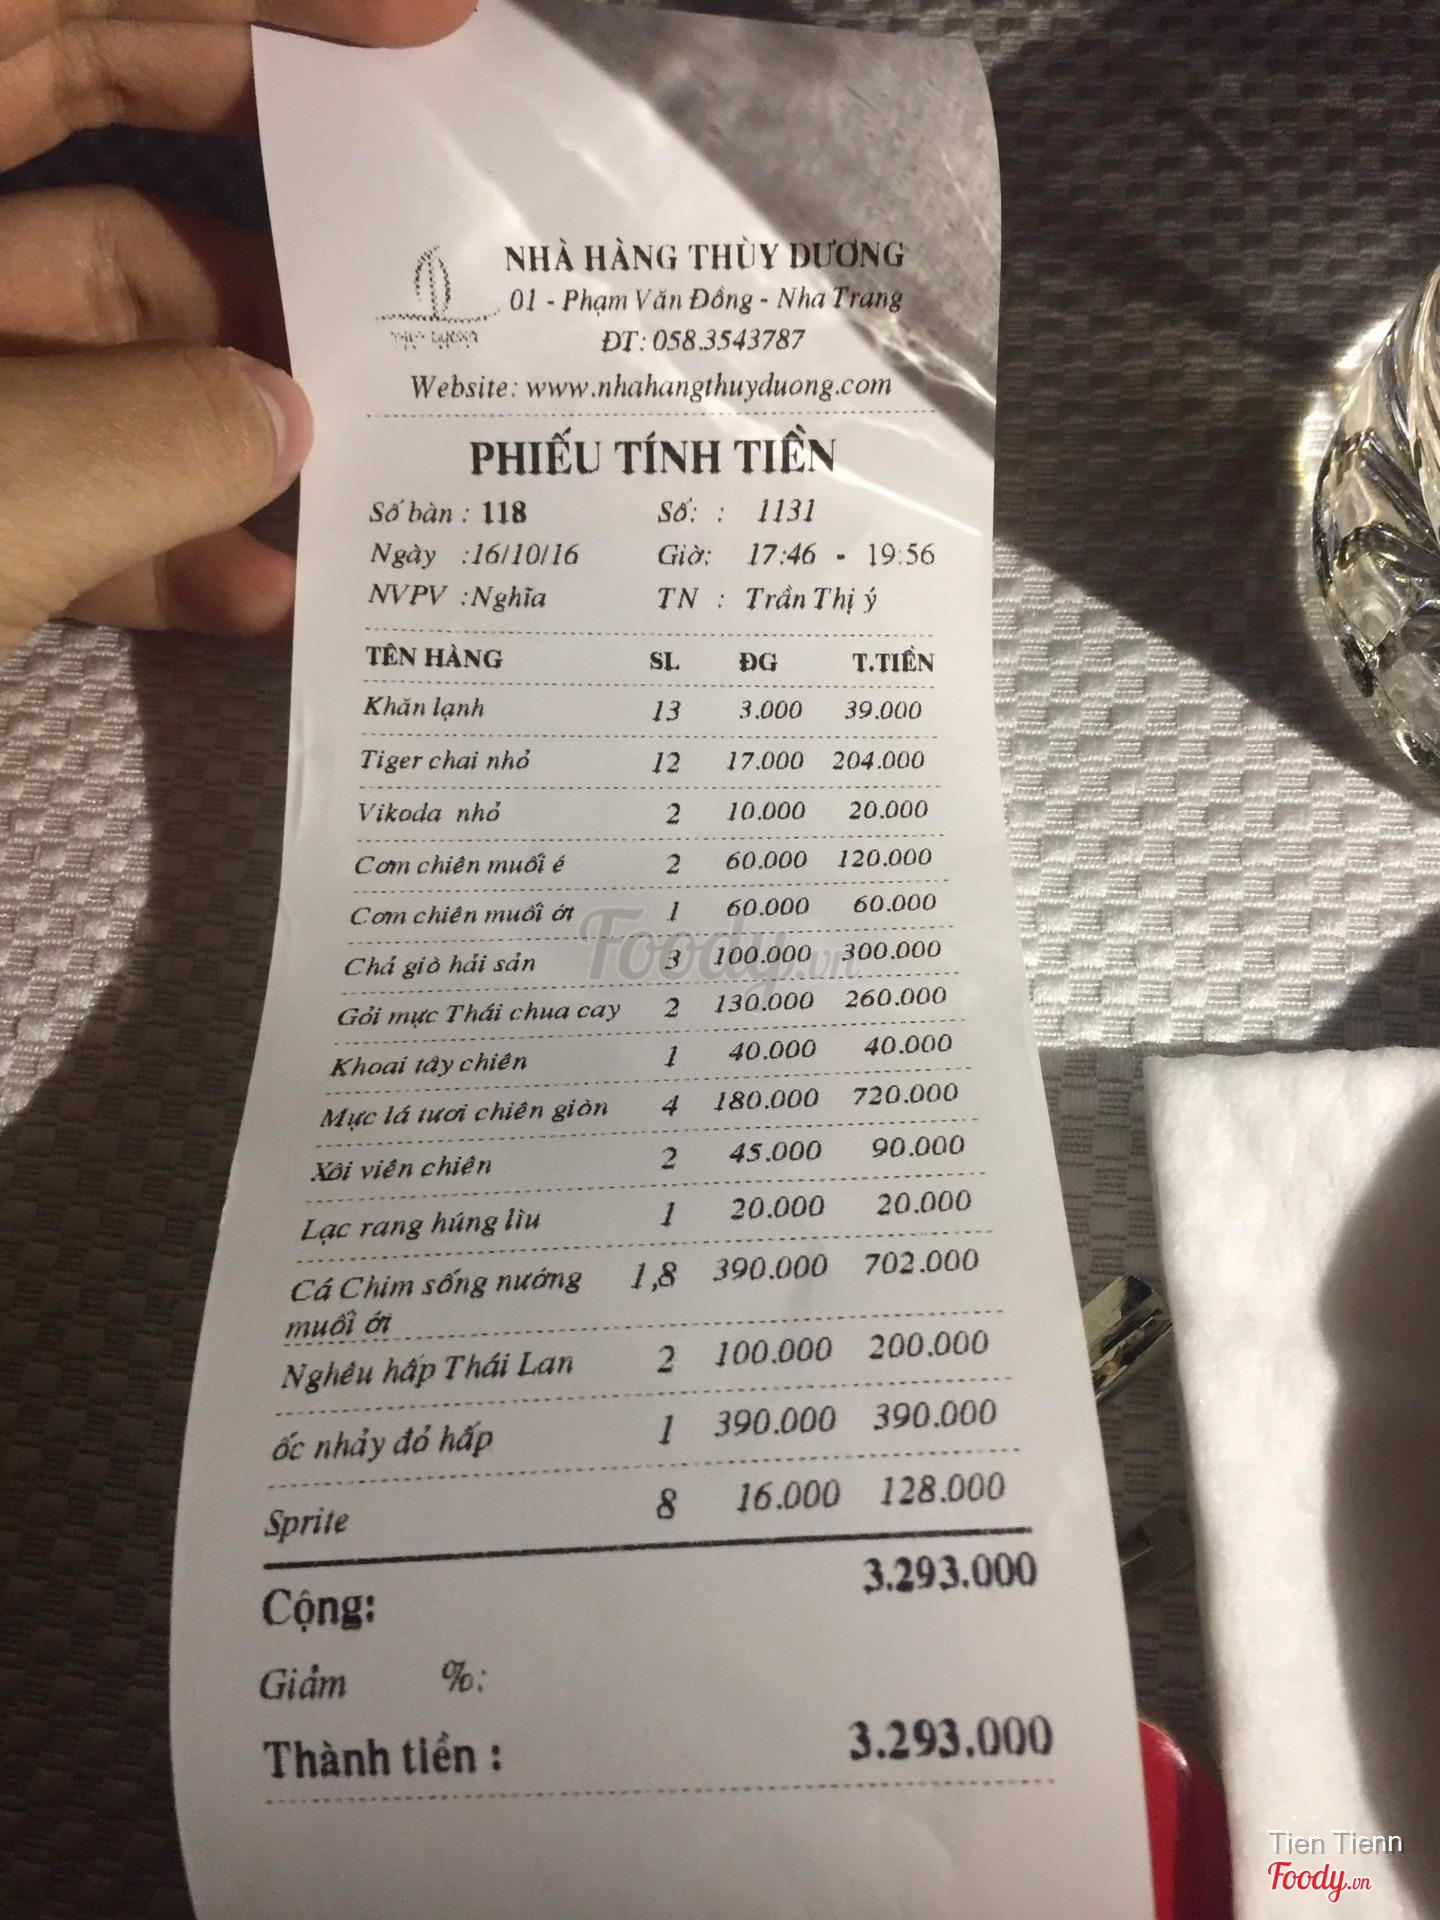 NHÀ HÀNG THÙY DƯƠNG
01 - Phạm Văn Đồng - Nha Trang
THÙY DƯƠNG
ĐT: 058.3543787
Website: www.nhahangthuyduong.com
PHIẾU TÍNH TIỀN
Số bàn : 118 Số: : 1131
Ngày :16/10/16 Giờ: 17:46 - 19:56
NVPV :Nghĩa TN : Trần Thị ý
TÊN HÀNG SL ĐG T.TIỀN
Khăn lạnh 13 3.000 39.000
Tiger chai nhỏ 12 17.000 204.000
Vikoda nhỏ 2 10.000 20.000
Cơm chiên muối é 2 60.000 120.000
Cơm chiên muối ớt 1 60.000 60.000
Foody.vn
Chả giò hải sản 3 100.000 300.000
Gỏi mực Thái chua cay 2 130.000 260.000
Khoai tây chiên 1 40.000 40.000
Mực lá tươi chiên giòn 4 180.000 720.000
Xôi viên chiên 2 45.000 90.000
Lạc rang húng lìu 1 20.000 20.000
Cá Chim sống nướng 1,8 390.000 702.000
muối ớt
Nghêu hấp Thái Lan 2 100.000 200.000
ốc nhảy đỏ hấp 1 390.000 390.000
Sprite 8 16.000 128.000
Cộng: 3.293.000
Giảm %:
Thành tiền : 3.293.000
Tien Tienn
Foody.vn